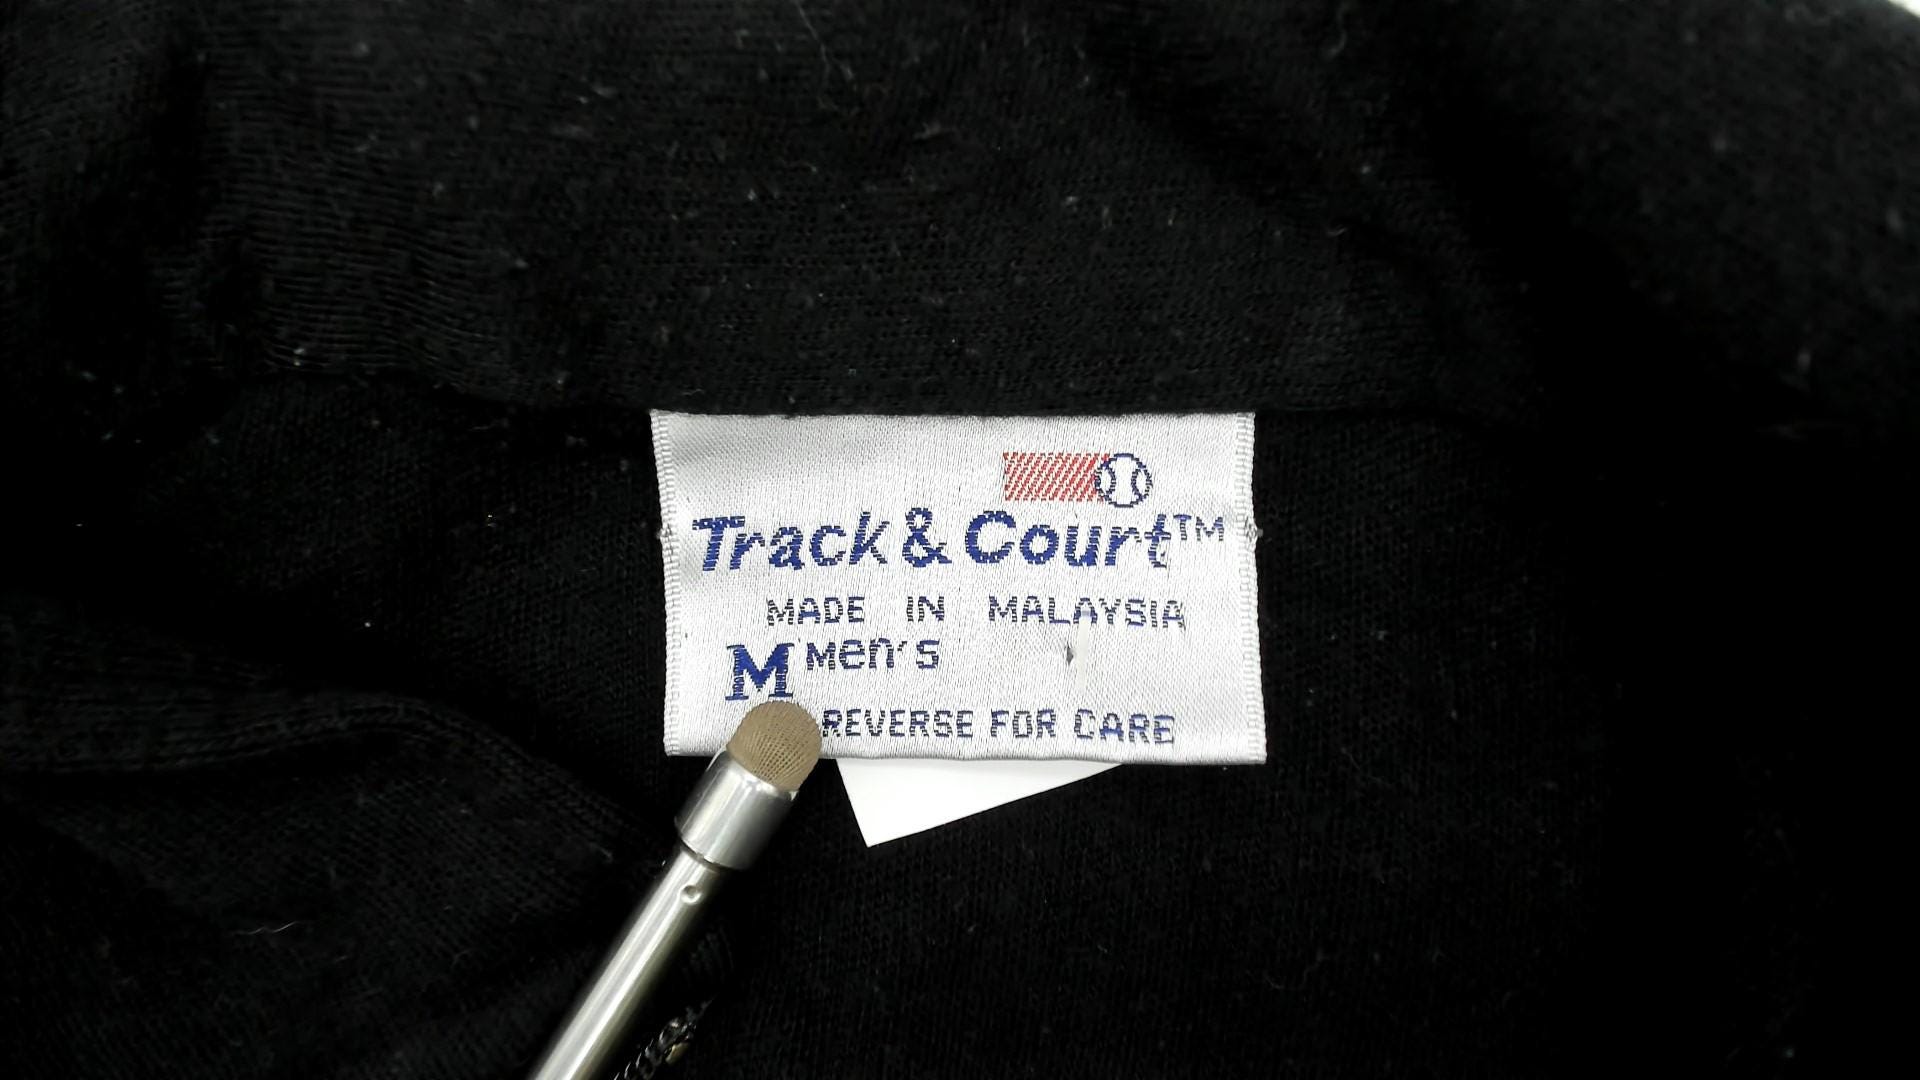 Track & Court™
MADE IN MALAYSIA
M Men's
REVERSE FOR CARE